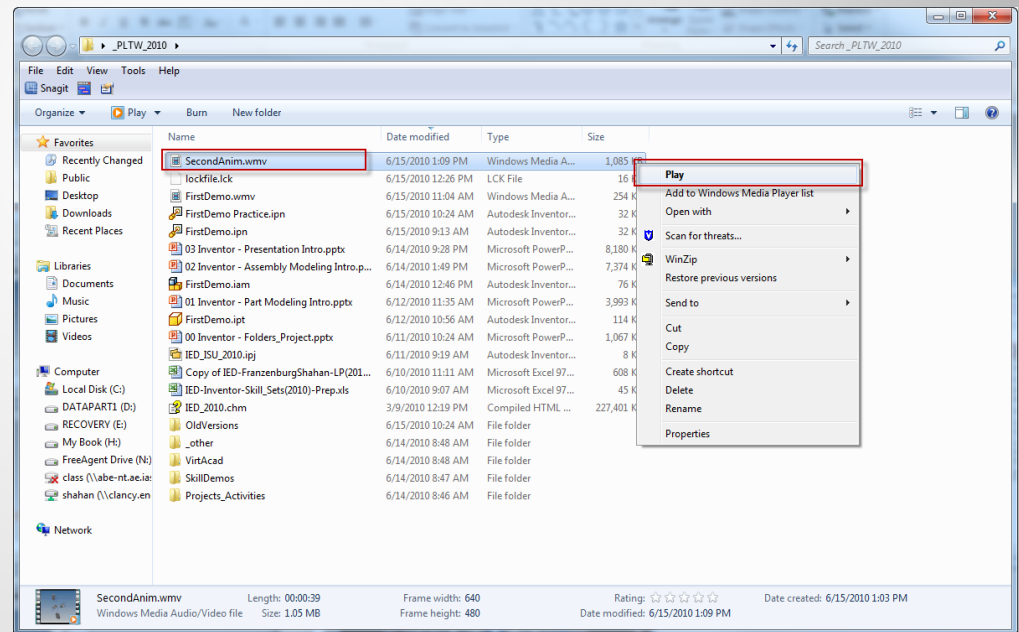 _PLTW_2010
Search _PLTW_2010
File Edit View Tools Help
Snagit
Organize Play Burn New folder
Name Date modified Type Size
Favorites
Recently Changed
Public
Desktop
Downloads
Recent Places
Libraries
Documents
Music
Pictures
Videos
Computer
Local Disk (C:)
DATAPART1 (D:)
RECOVERY (E:)
My Book (H:)
FreeAgent Drive (N:)
class (\\abe-nt.ae.ia
shahan (\\clancy.en
Network
SecondAnim.wmv 6/15/2010 1:09 PM Windows Media A... 1,085
lockfile.lck 6/15/2010 12:26 PM LCK File 16
FirstDemo.wmv 6/15/2010 11:04 AM Windows Media A... 254 K
FirstDemo Practice.ipn 6/15/2010 10:24 AM Autodesk Inventor... 32 K
FirstDemo.ipn 6/15/2010 9:13 AM Autodesk Inventor... 32 K
03 Inventor - Presentation Intro.pptx 6/14/2010 9:28 PM Microsoft PowerP... 8,180 K
02 Inventor - Assembly Modeling Intro.p... 6/14/2010 1:49 PM Microsoft PowerP... 7,374 K
FirstDemo.iam 6/14/2010 12:46 PM Autodesk Inventor... 76 K
01 Inventor - Part Modeling Intro.pptx 6/12/2010 11:35 AM Microsoft PowerP... 3,993 K
FirstDemo.ipt 6/12/2010 10:56 AM Autodesk Inventor... 114 K
00 Inventor - Folders_Project.pptx 6/11/2010 10:24 AM Microsoft PowerP... 1,067 K
IED_ISU_2010.ipj 6/11/2010 9:19 AM Autodesk Inventor... 8 K
Copy of IED-FranzenburgShahan-LP(201... 6/10/2010 11:11 AM Microsoft Excel 97... 608 K
IED-Inventor-Skill_Sets(2010)-Prep.xls 6/10/2010 9:07 AM Microsoft Excel 97... 45 K
IED_2010.chm 3/9/2010 12:19 PM Compiled HTML ... 227,401 K
OldVersions 6/15/2010 10:24 AM File folder
_other 6/14/2010 8:48 AM File folder
VirtAcad 6/14/2010 8:48 AM File folder
SkillDemos 6/14/2010 8:47 AM File folder
Projects_Activities 6/14/2010 8:46 AM File folder
Play
Add to Windows Media Player list
Open with
Scan for threats...
WinZip
Restore previous versions
Send to
Cut
Copy
Create shortcut
Delete
Rename
Properties
SecondAnim.wmv Length: 00:00:39 Frame width: 640 Rating: Date created: 6/15/2010 1:03 PM
Windows Media Audio/Video file Size: 1.05 MB Frame height: 480 Date modified: 6/15/2010 1:09 PM